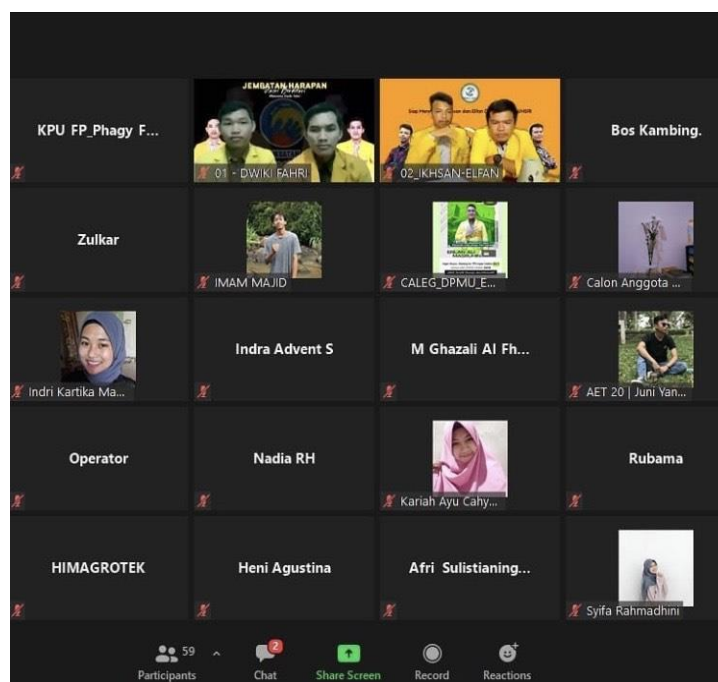 KPU FP_Phagy F...
JEMBATAN HARAPAN
01 - DWIKI FAHRI
02_IKHSAN-ELFAN
Bos Kambing.
Zulkar
IMAM MAJID
CALEG_DPMU_E...
Calon Anggota ...
Indri Kartika Ma...
Indra Advent S
M Ghazali Al Fh...
AET 20 | Juni Yan...
Operator
Nadia RH
Kariah Ayu Cahy...
Rubama
HIMAGROTEK
Heni Agustina
Afri Sulistianing...
Syifa Rahmadhini
59
2
Participants
Chat
Share Screen
Record
Reactions